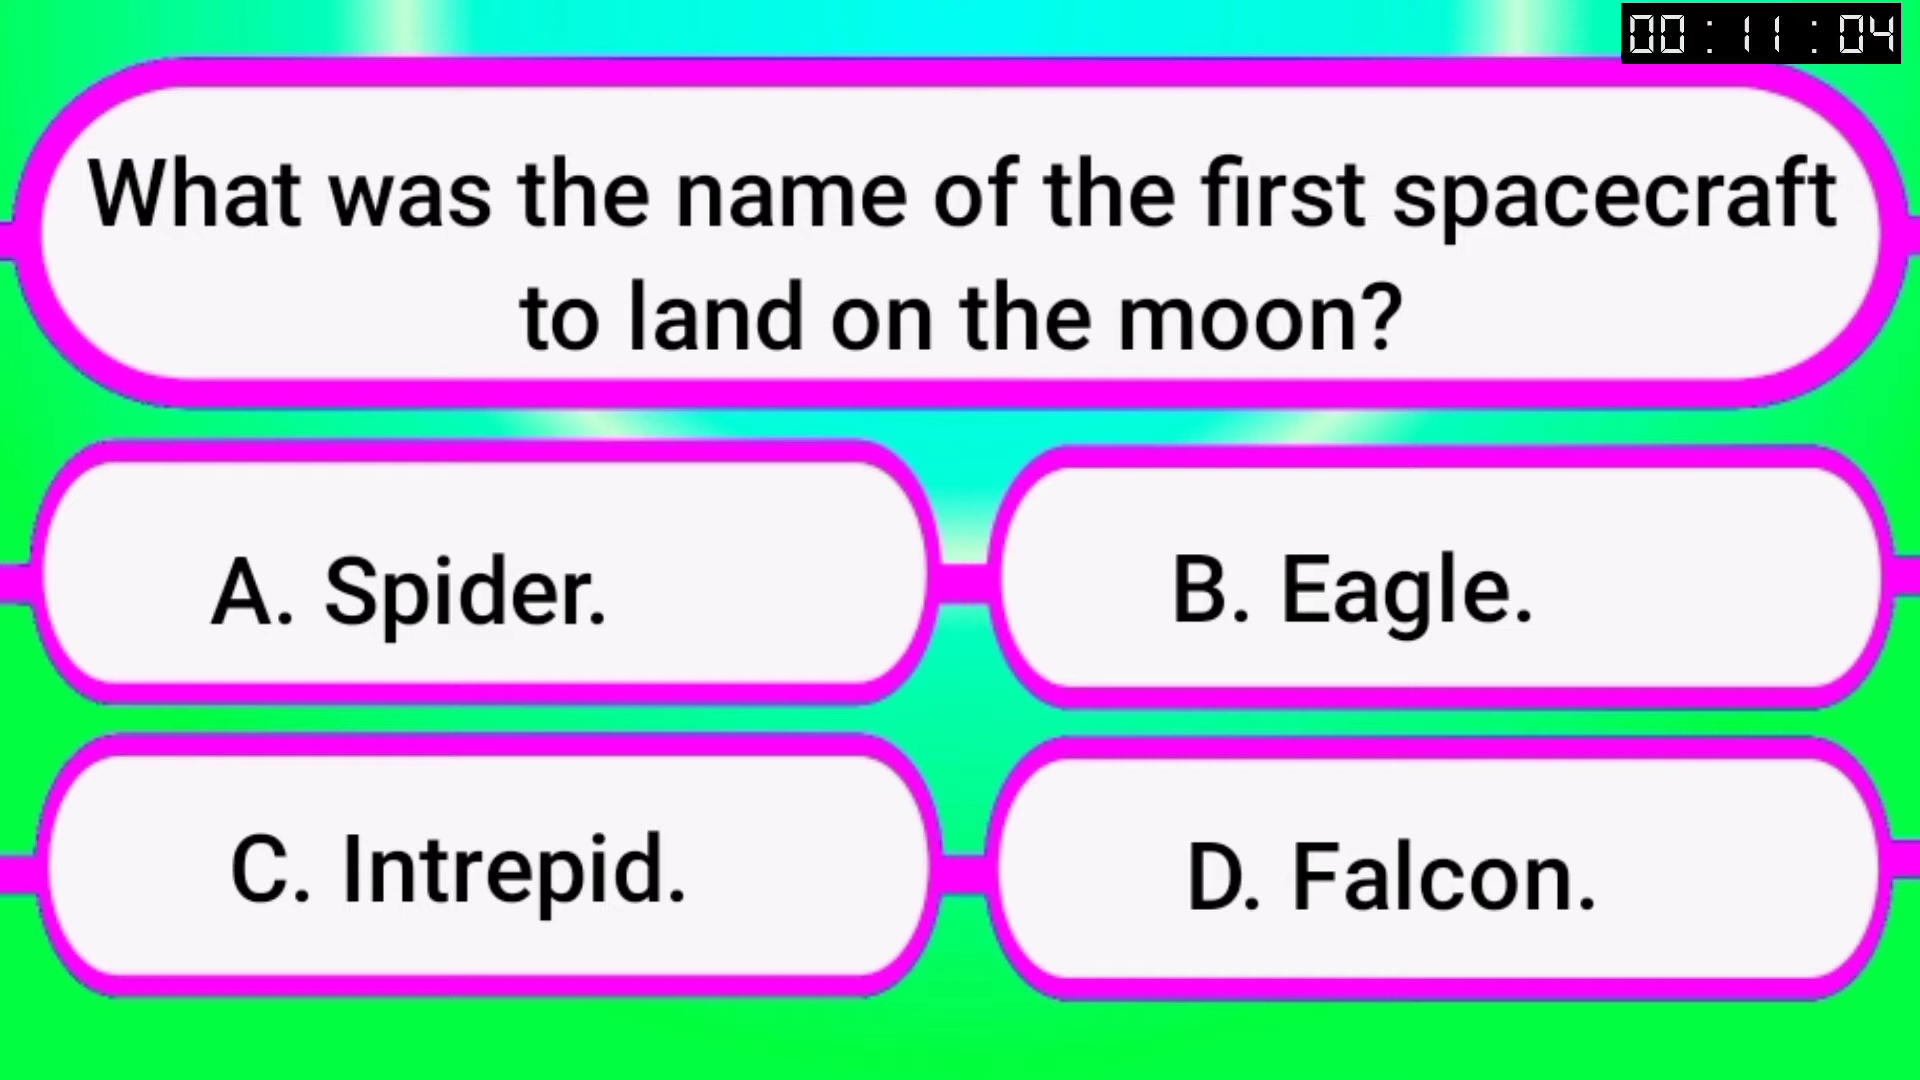 00:11:04
What was the name of the first spacecraft
to land on the moon?
A. Spider.
B. Eagle.
C. Intrepid.
D. Falcon.